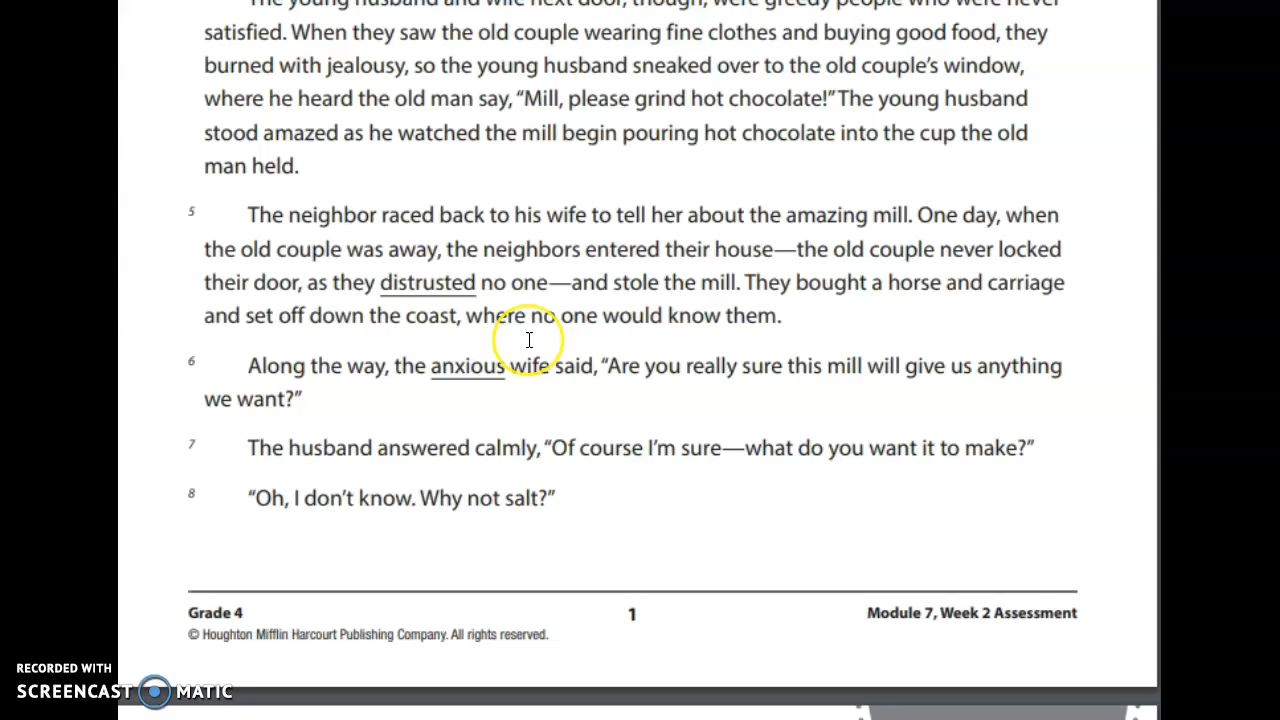 The young husband and wife next door, though, were greedy people who were never
satisfied. When they saw the old couple wearing fine clothes and buying good food, they
burned with jealousy, so the young husband sneaked over to the old couple's window,
where he heard the old man say, “Mill, please grind hot chocolate!” The young husband
stood amazed as he watched the mill begin pouring hot chocolate into the cup the old
man held.
5 The neighbor raced back to his wife to tell her about the amazing mill. One day, when
the old couple was away, the neighbors entered their house—the old couple never locked
their door, as they distrusted no one—and stole the mill. They bought a horse and carriage
and set off down the coast, where no one would know them.
6 Along the way, the anxious wife said, “Are you really sure this mill will give us anything
we want?”
7 The husband answered calmly, “Of course I'm sure—what do you want it to make?”
8 “Oh, I don't know. Why not salt?”
Grade 4 1 Module 7, Week 2 Assessment
© Houghton Mifflin Harcourt Publishing Company. All rights reserved.
RECORDED WITH
SCREENCAST MATIC